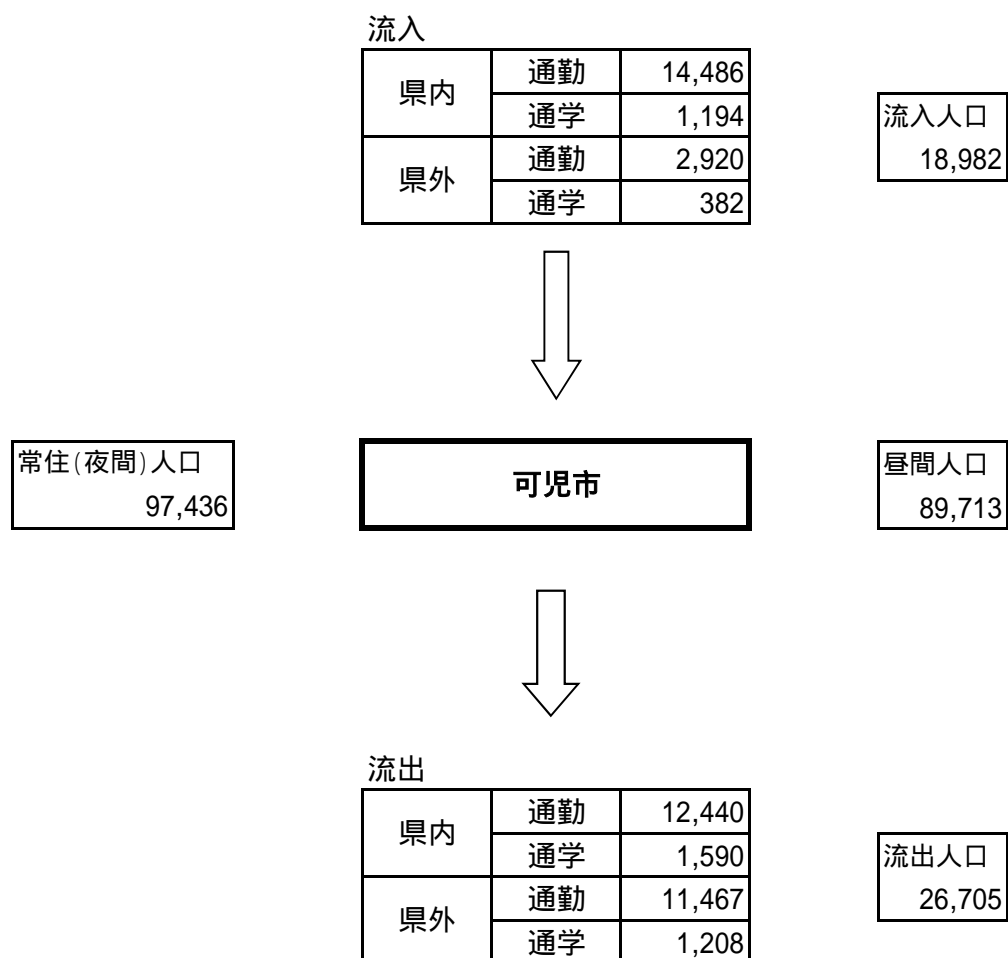 流入
県内 通勤 14,486
通学 1,194
県外 通勤 2,920
通学 382
流入人口
18,982
常住(夜間)人口
97,436
可児市
昼間人口
89,713
流出
県内 通勤 12,440
通学 1,590
県外 通勤 11,467
通学 1,208
流出人口
26,705